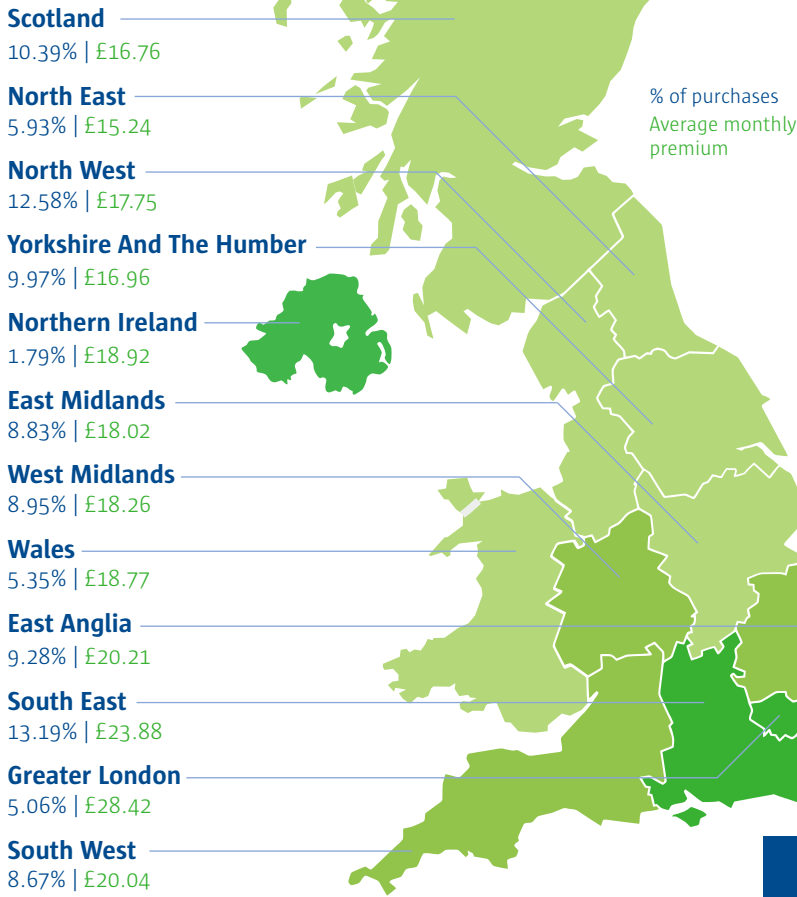 Scotland
10.39% | £16.76
North East
5.93% | £15.24
North West
12.58% | £17.75
Yorkshire And The Humber
9.97% | £16.96
Northern Ireland
1.79% | £18.92
East Midlands
8.83% | £18.02
West Midlands
8.95% | £18.26
Wales
5.35% | £18.77
East Anglia
9.28% | £20.21
South East
13.19% | £23.88
Greater London
5.06% | £28.42
South West
8.67% | £20.04
% of purchases
Average monthly
premium